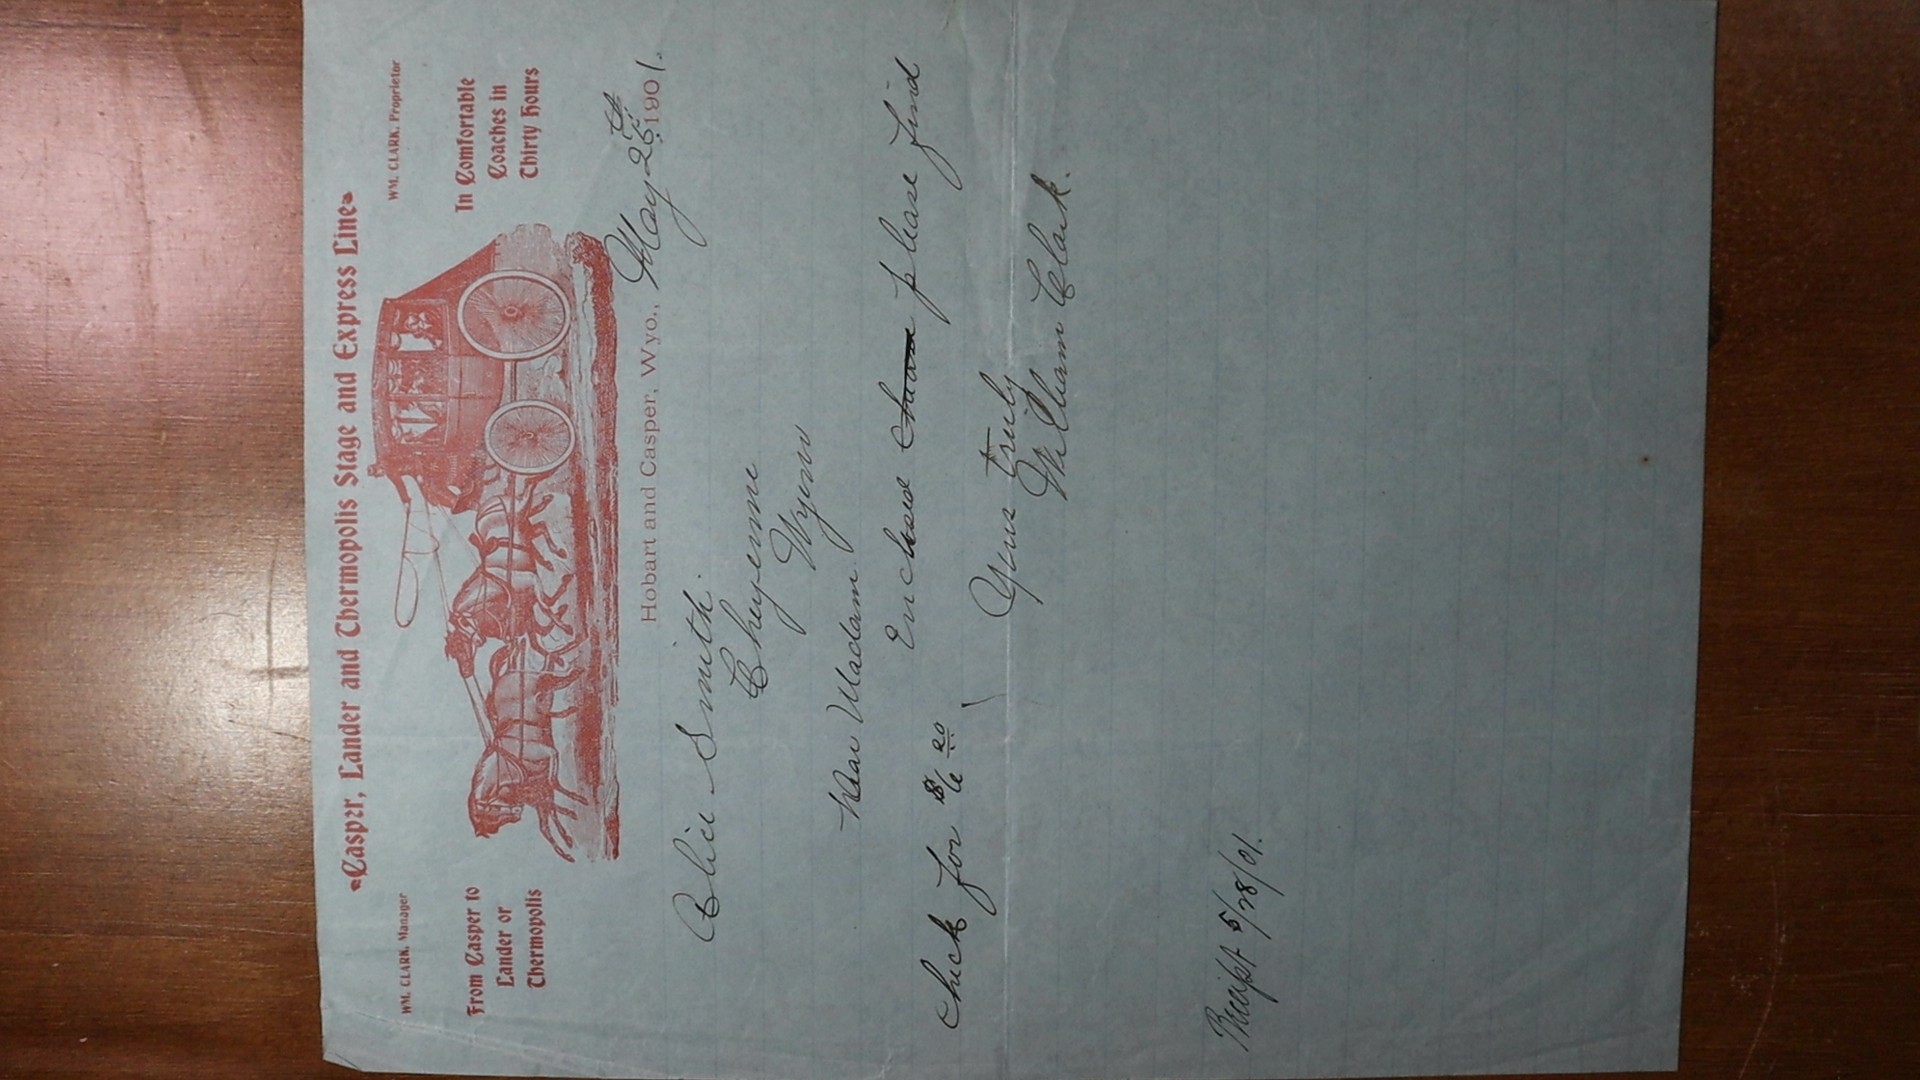 Casper, Lander and Thermopolis Stage and Express Line
WM. CLARK, Manager
WM. CLARK, Proprietor
From Casper to
Lander or
Thermopolis
In Comfortable
Coaches in
Thirty Hours
Hobart and Casper, Wyo., May 25th 1901.
Alice Smith.
Cheyenne
Wyem
Dear Madam
Enclosed please find
check for $6 20
Yours truly
William Clark.
Receipt 5/28/01.